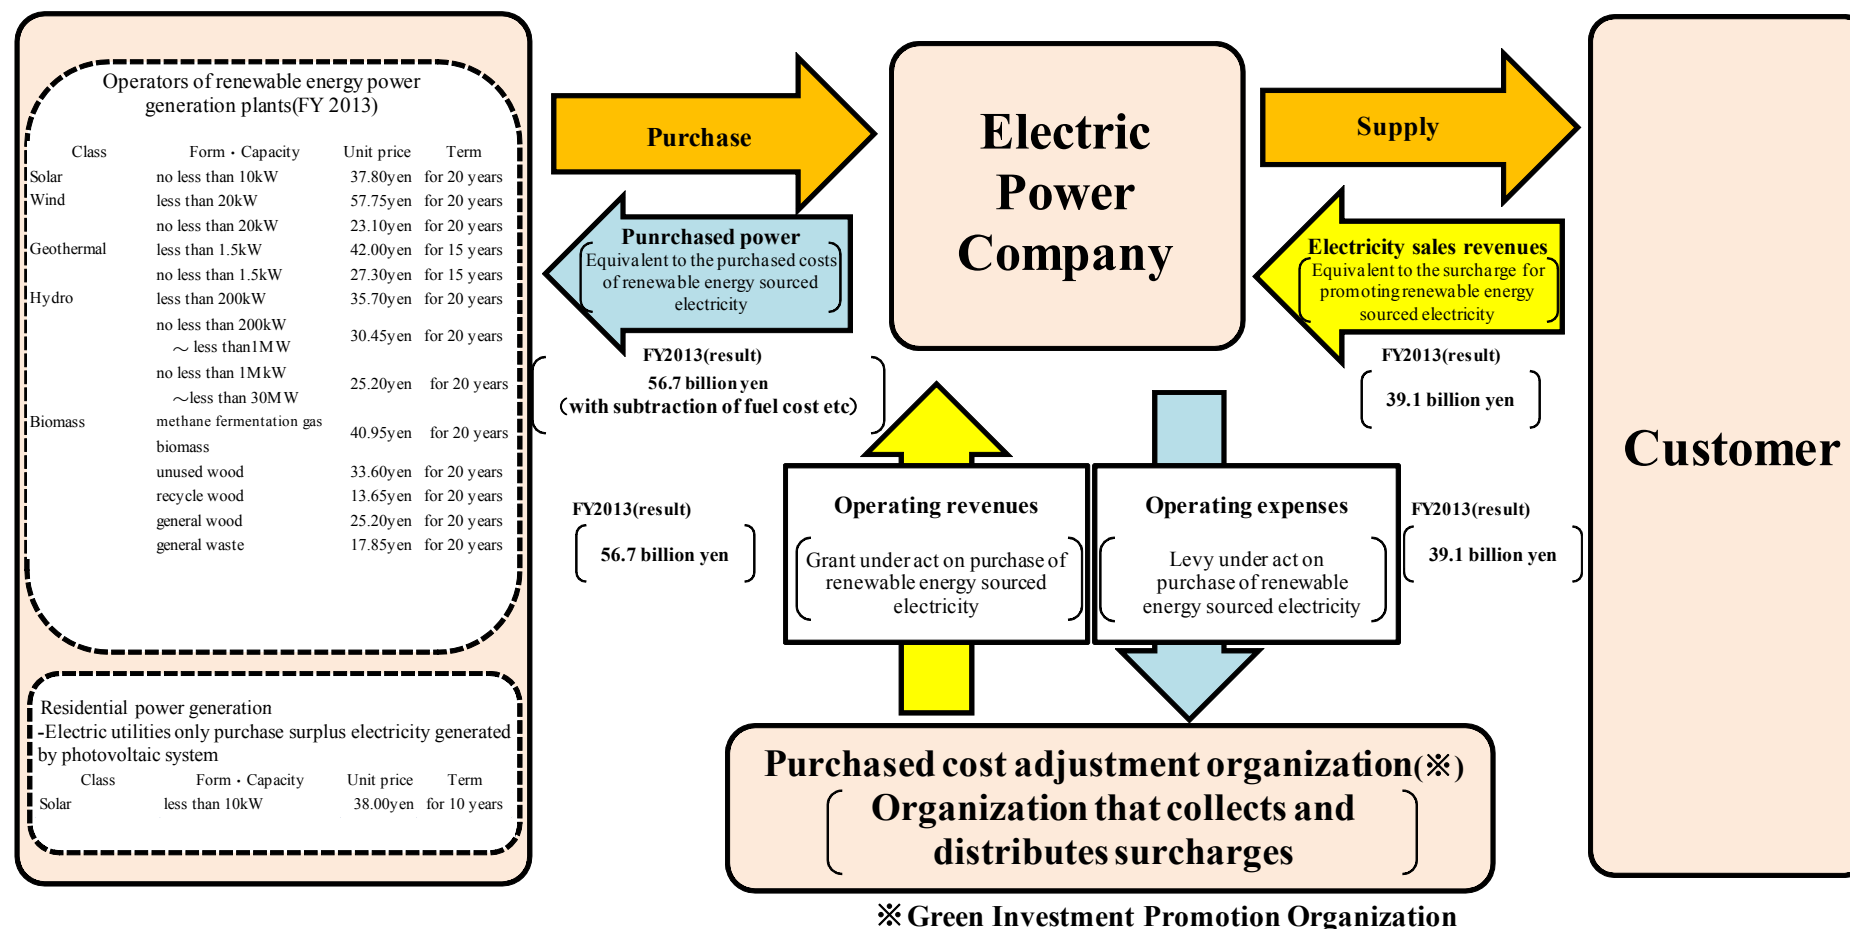 Operators of renewable energy power
generation plants(FY 2013)
Class Form・Capacity Unit price Term
Solar no less than 10kW 37.80yen for 20 years
Wind less than 20kW 57.75yen for 20 years
no less than 20kW 23.10yen for 20 years
Geothermal less than 1.5kW 42.00yen for 15 years
no less than 1.5kW 27.30yen for 15 years
Hydro less than 200kW 35.70yen for 20 years
no less than 200kW
～ less than1MW
30.45yen for 20 years
no less than 1MkW
～less than 30MW
25.20yen for 20 years
Biomass methane fermentation gas
biomass
40.95yen for 20 years
unused wood 33.60yen for 20 years
recycle wood 13.65yen for 20 years
general wood 25.20yen for 20 years
general waste 17.85yen for 20 years
Residential power generation
-Electric utilities only purchase surplus electricity generated
by photovoltaic system
Class Form・Capacity Unit price Term
Solar less than 10kW 38.00yen for 10 years
Purchase
Punrchased power
Equivalent to the purchased costs
of renewable energy sourced
electricity
FY2013(result)
56.7 billion yen
(with subtraction of fuel cost etc)
Electric
Power
Company
Supply
Electricity sales revenues
Equivalent to the surcharge for
promoting renewable energy
sourced electricity
FY2013(result)
39.1 billion yen
Customer
FY2013(result)
56.7 billion yen
Operating revenues
Grant under act on purchase of
renewable energy sourced
electricity
Operating expenses
Levy under act on
purchase of renewable
energy sourced electricity
FY2013(result)
39.1 billion yen
Purchased cost adjustment organization(※)
Organization that collects and
distributes surcharges
※Green Investment Promotion Organization